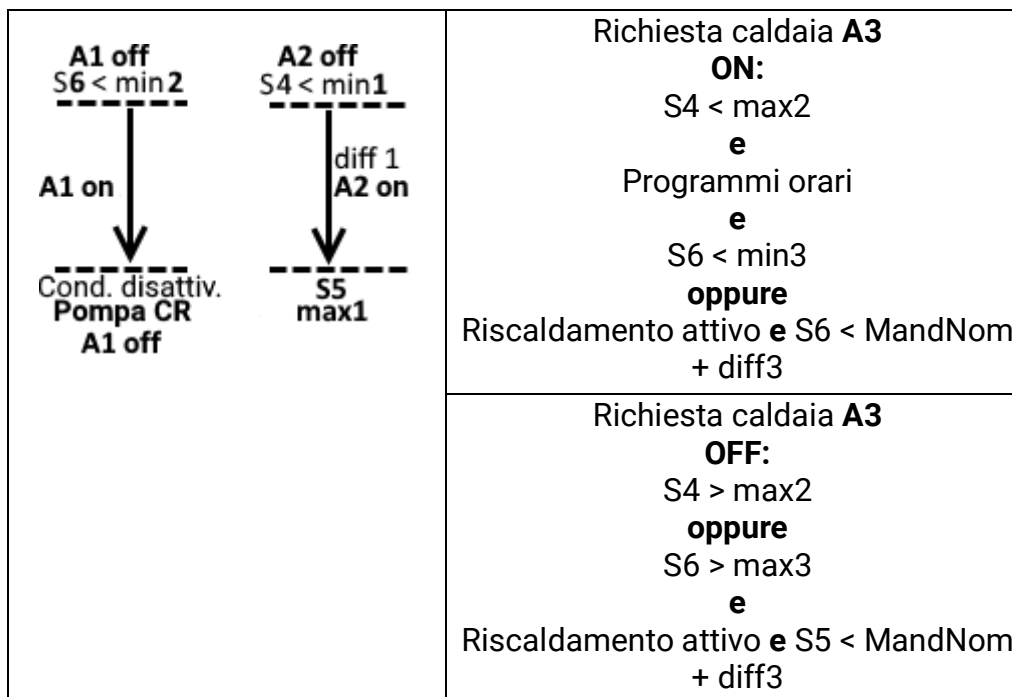 A1 off
S6 < min2
A1 on
Cond. disattiv.
Pompa CR
A1 off
A2 off
S4 < min1
diff 1
A2 on
S5
max1
Richiesta caldaia A3
ON:
S4 < max2
e
Programmi orari
e
S6 < min3
oppure
Riscaldamento attivo e S6 < MandNom
+ diff3
Richiesta caldaia A3
OFF:
S4 > max2
oppure
S6 > max3
e
Riscaldamento attivo e S5 < MandNom
+ diff3